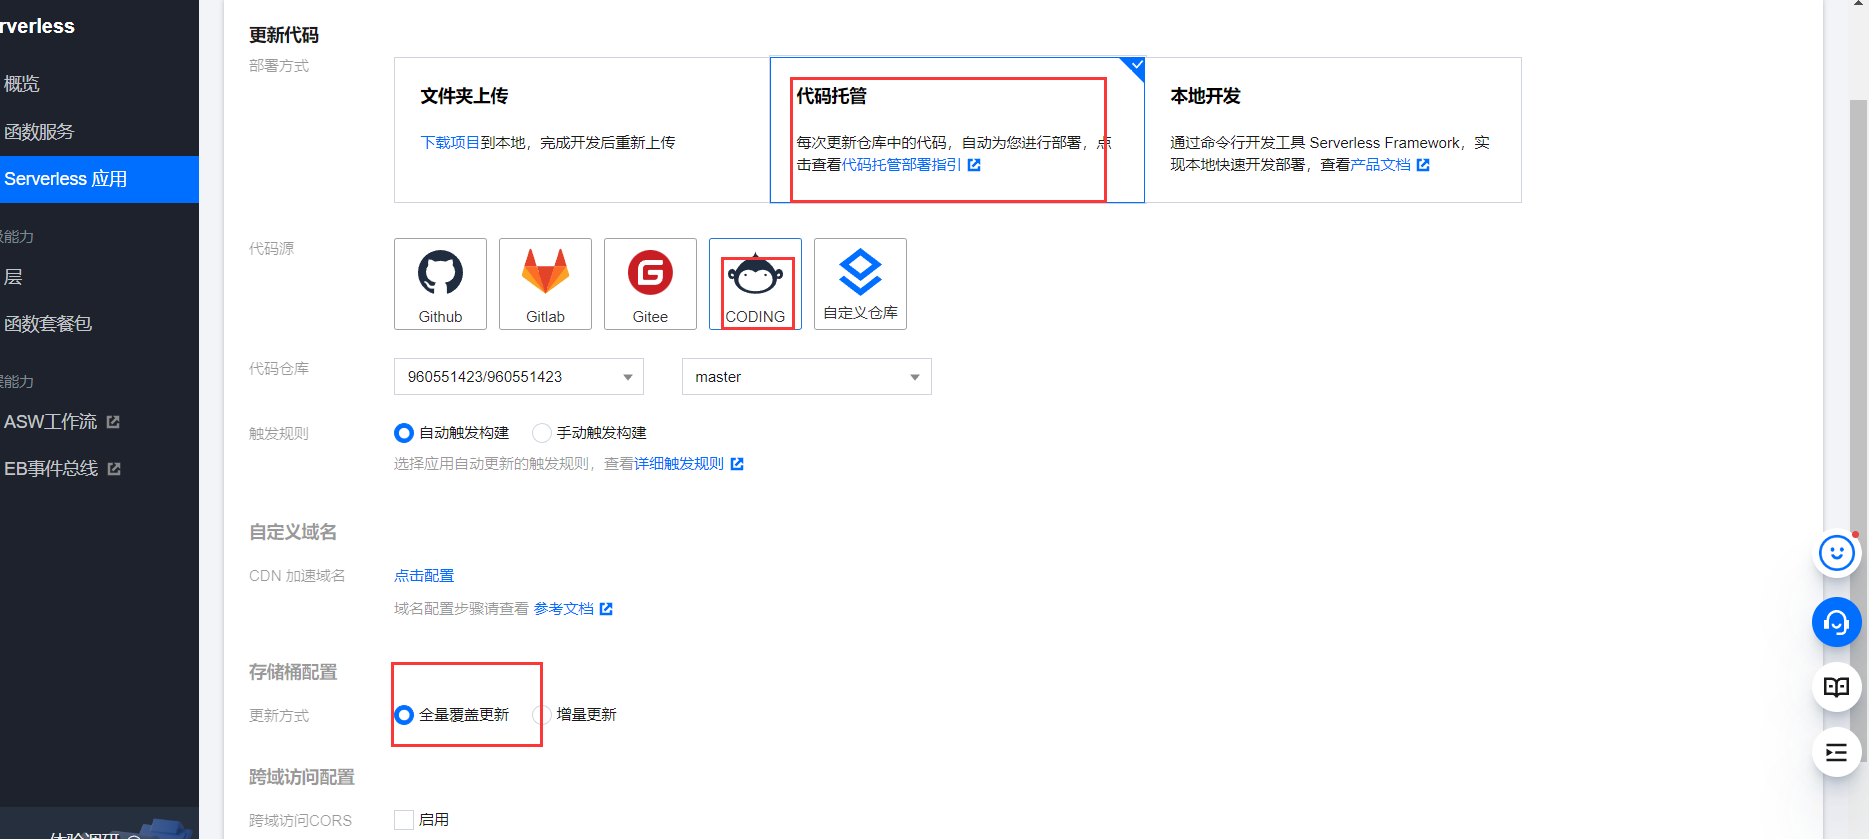 rverless
概览
函数服务
Serverless 应用
能力
层
函数套餐包
能力
ASW工作流
EB事件总线
更新代码
部署方式
文件夹上传
下载项目到本地，完成开发后重新上传
代码托管
每次更新仓库中的代码，自动为您进行部署，点
击查看代码托管部署指引
本地开发
通过命令行开发工具 Serverless Framework，实
现本地快速开发部署，查看产品文档
代码源
Github
Gitlab
Gitee
CODING
自定义仓库
代码仓库
960551423/960551423
master
触发规则
自动触发构建
手动触发构建
选择应用自动更新的触发规则，查看详细触发规则
自定义域名
CDN 加速域名
点击配置
域名配置步骤请查看 参考文档
存储桶配置
更新方式
全量覆盖更新
增量更新
跨域访问配置
跨域访问CORS
启用